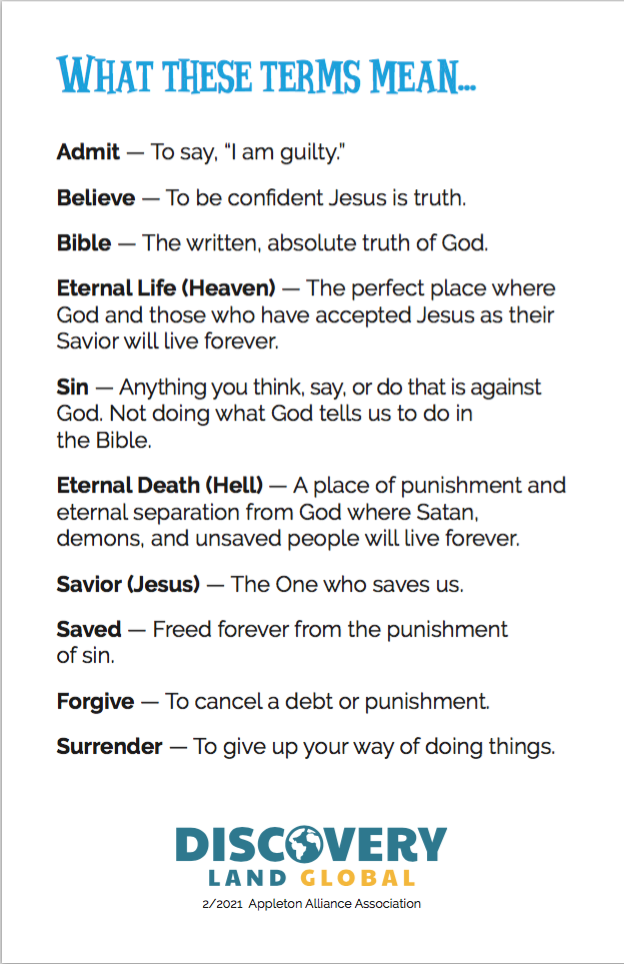 WHAT THESE TERMS MEAN...
Admit — To say, “I am guilty.”
Believe — To be confident Jesus is truth.
Bible — The written, absolute truth of God.
Eternal Life (Heaven) — The perfect place where
God and those who have accepted Jesus as their
Savior will live forever.
Sin — Anything you think, say, or do that is against
God. Not doing what God tells us to do in
the Bible.
Eternal Death (Hell) — A place of punishment and
eternal separation from God where Satan,
demons, and unsaved people will live forever.
Savior (Jesus) — The One who saves us.
Saved — Freed forever from the punishment
of sin.
Forgive — To cancel a debt or punishment.
Surrender — To give up your way of doing things.
DISCOVERY
LAND GLOBAL
2/2021 Appleton Alliance Association